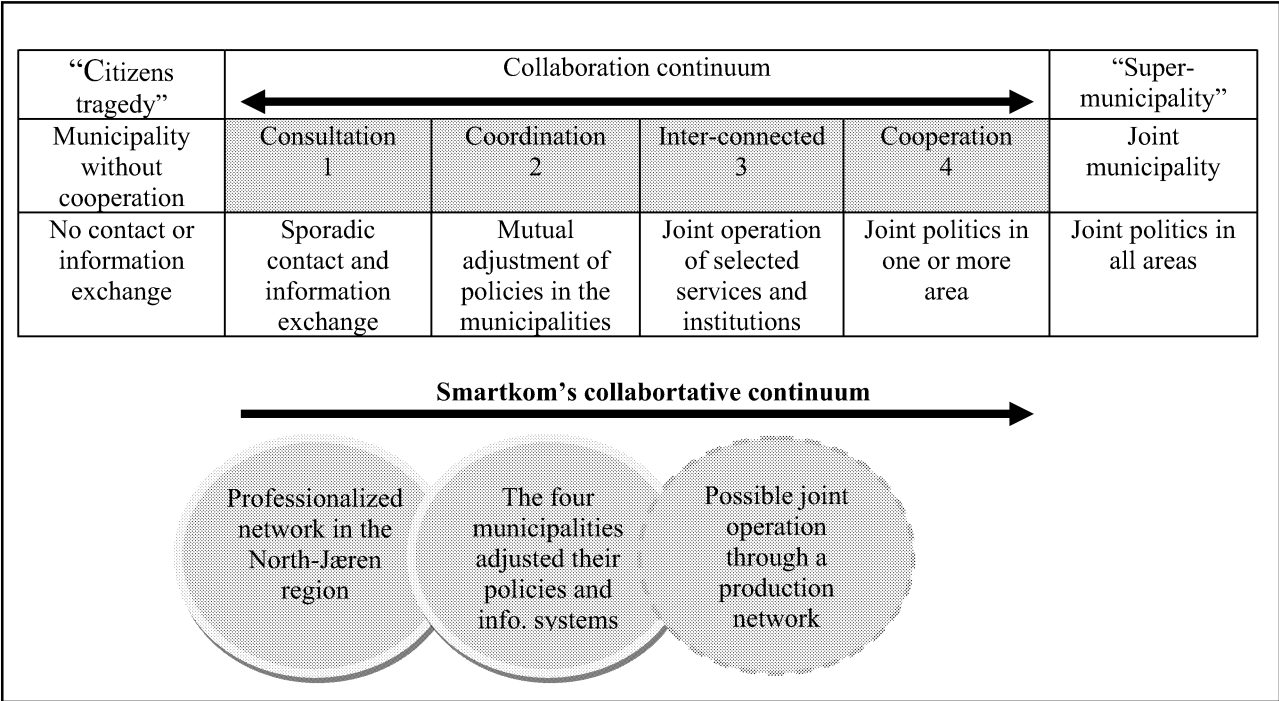 “Citizens
tragedy”
Collaboration continuum
“Super-
municipality”
Municipality
without
cooperation
Consultation
1
Coordination
2
Inter-connected
3
Cooperation
4
Joint
municipality
No contact or
information
exchange
Sporadic
contact and
information
exchange
Mutual
adjustment of
policies in the
municipalities
Joint operation
of selected
services and
institutions
Joint politics in
one or more
area
Joint politics in
all areas
Smartkom’s collabortative continuum
Professionalized
network in the
North-Jæren
region
The four
municipalities
adjusted their
policies and
info. systems
Possible joint
operation
through a
production
network